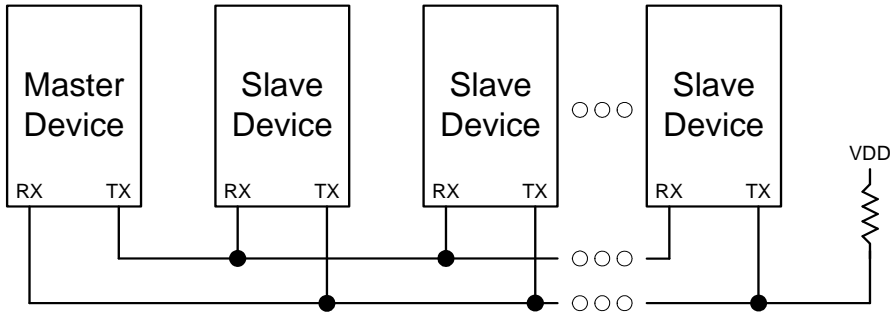 Master
Device
Slave
Device
Slave
Device
Slave
Device
VDD
RX TX
RX TX
RX TX
RX TX